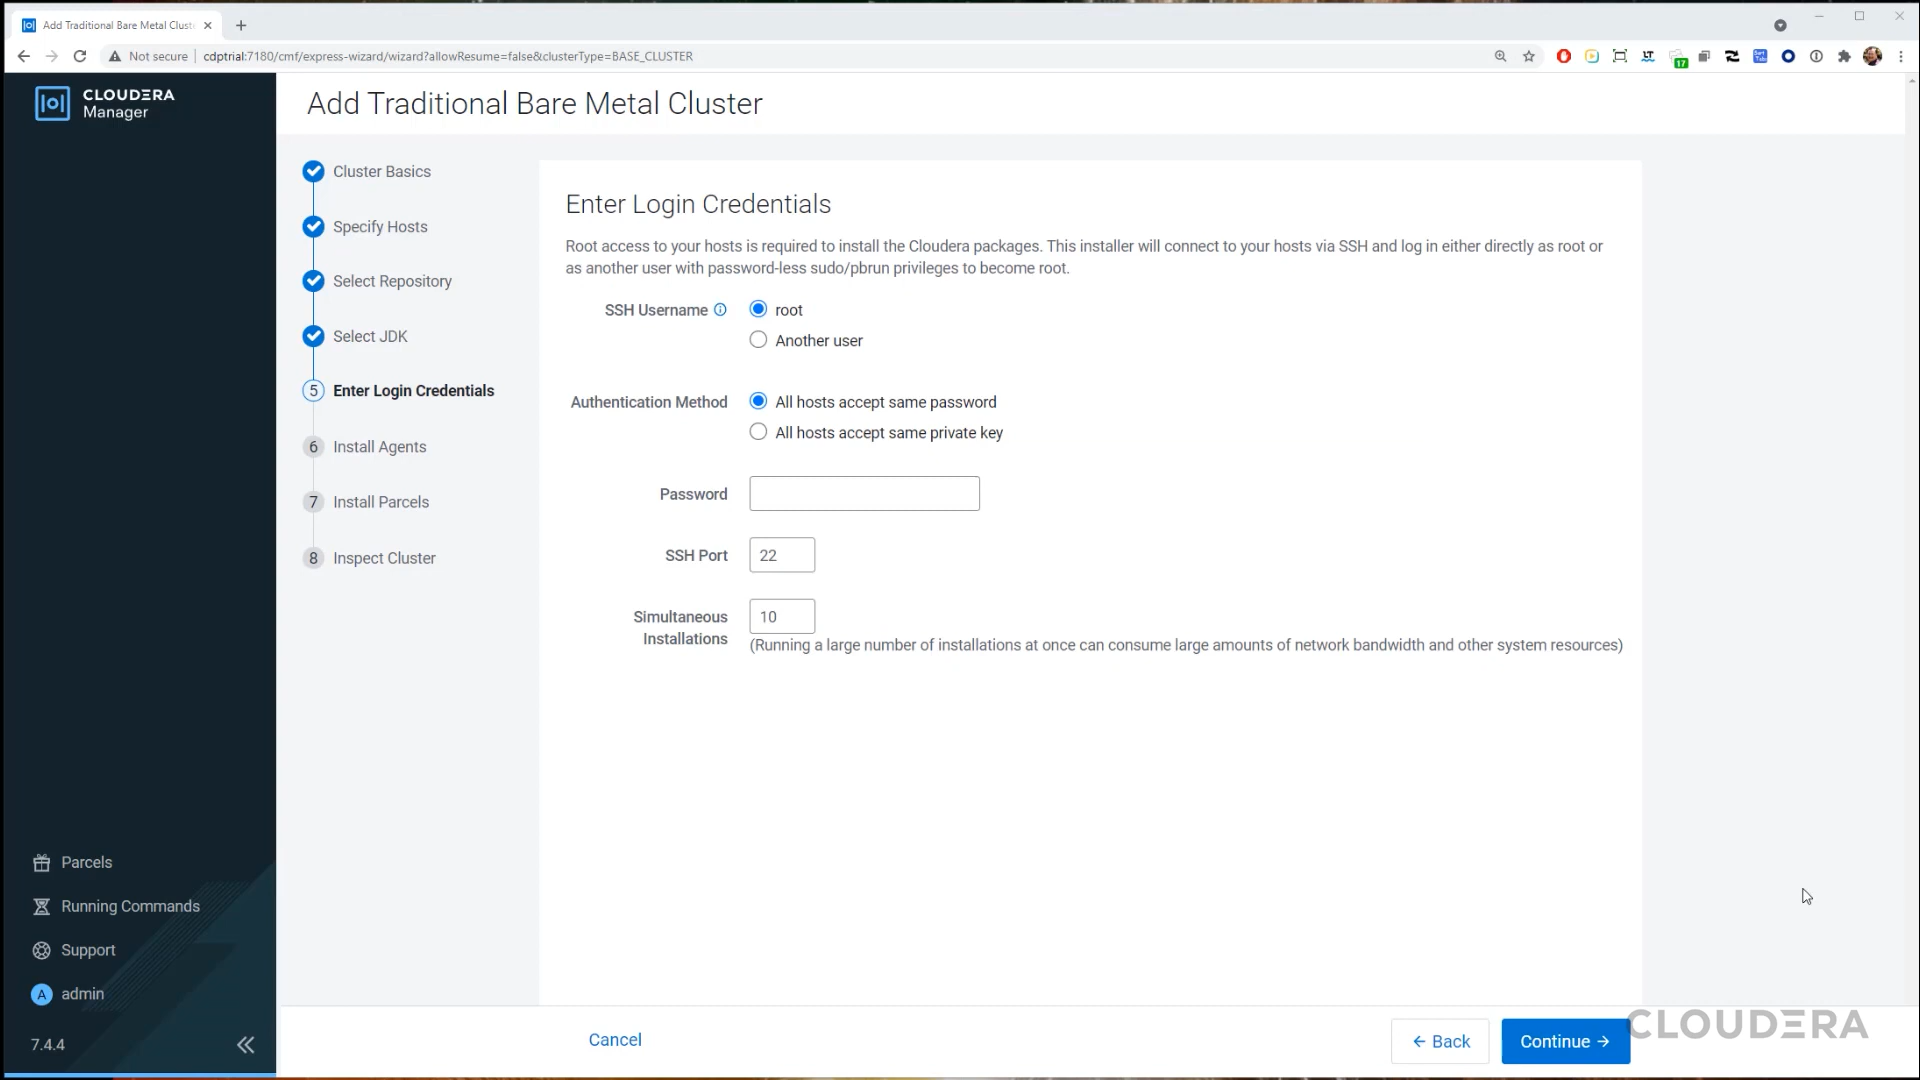 Add Traditional Bare Metal Clust
Not secure
cdptrial:7180/cmf/express-wizard/wizard?allowResume=false&clusterType=BASE_CLUSTER
17
CLOUDERA
Manager
Add Traditional Bare Metal Cluster
Cluster Basics
Specify Hosts
Select Repository
Select JDK
5 Enter Login Credentials
6 Install Agents
7 Install Parcels
8 Inspect Cluster
Enter Login Credentials
Root access to your hosts is required to install the Cloudera packages. This installer will connect to your hosts via SSH and log in either directly as root or
as another user with password-less sudo/pbrun privileges to become root.
SSH Username
root
Another user
Authentication Method
All hosts accept same password
All hosts accept same private key
Password
SSH Port
22
Simultaneous
Installations
10
(Running a large number of installations at once can consume large amounts of network bandwidth and other system resources)
Parcels
Running Commands
Support
A admin
7.4.4
Cancel
Back
Continue
CLOUDERA